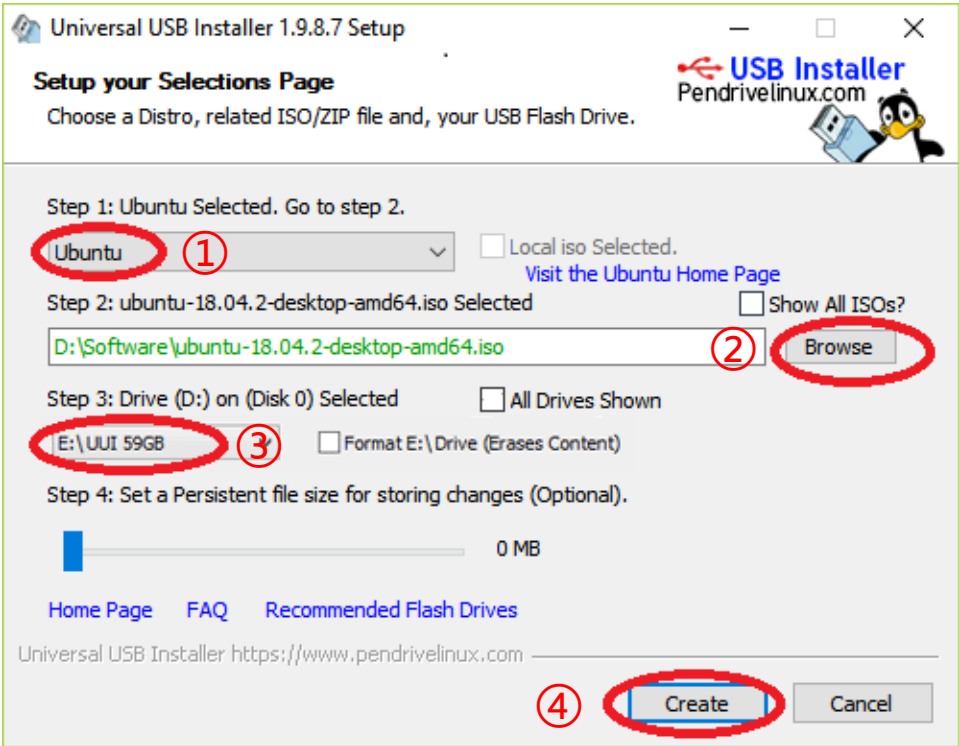 Universal USB Installer 1.9.8.7 Setup
Setup your Selections Page
Choose a Distro, related ISO/ZIP file and, your USB Flash Drive.
USB Installer
Pendrivelinux.com
Step 1: Ubuntu Selected. Go to step 2.
Ubuntu ① Local iso Selected.
Visit the Ubuntu Home Page
Step 2: ubuntu-18.04.2-desktop-amd64.iso Selected Show All ISOs?
D:\Software\ubuntu-18.04.2-desktop-amd64.iso ② Browse
Step 3: Drive (D:) on (Disk 0) Selected All Drives Shown
E:\UUI 59GB ③ Format E:\Drive (Erases Content)
Step 4: Set a Persistent file size for storing changes (Optional).
0 MB
Home Page FAQ Recommended Flash Drives
Universal USB Installer https://www.pendrivelinux.com
④ Create Cancel